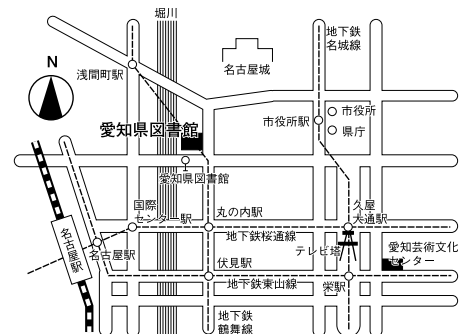 堀川
地下鉄
名城線
N
浅間町駅
名古屋城
愛知県図書館
市役所駅
市役所
県庁
愛知県図書館
国際
センター駅
丸の内駅
久屋
大通駅
地下鉄桜通線
テレビ塔
愛知芸術文化
センター
名古屋駅
名古屋駅
伏見駅
地下鉄東山線
栄駅
地下鉄
鶴舞線